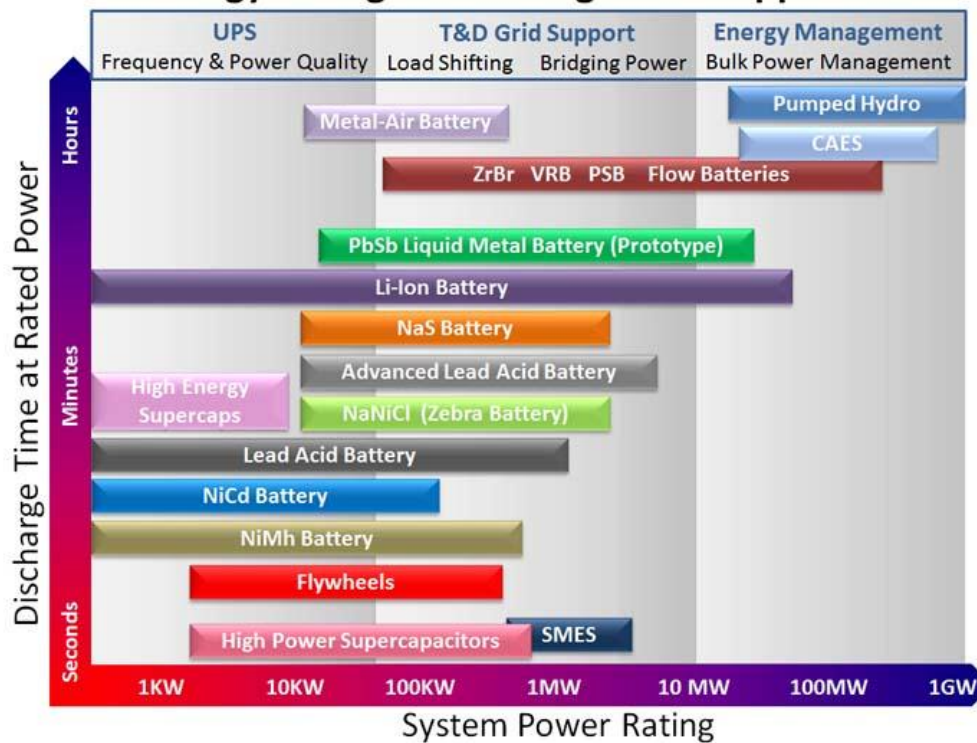 UPS
T&D Grid Support
Energy Management
Frequency & Power Quality
Load Shifting
Bridging Power
Bulk Power Management
Discharge Time at Rated Power
Hours
Minutes
Seconds
Pumped Hydro
Metal-Air Battery
CAES
ZrBr VRB PSB Flow Batteries
PbSb Liquid Metal Battery (Prototype)
Li-Ion Battery
NaS Battery
Advanced Lead Acid Battery
High Energy
Supercaps
NaNiCl (Zebra Battery)
Lead Acid Battery
NiCd Battery
NiMh Battery
Flywheels
High Power Supercapacitors
SMES
1KW 10KW 100KW 1MW 10 MW 100MW 1GW
System Power Rating